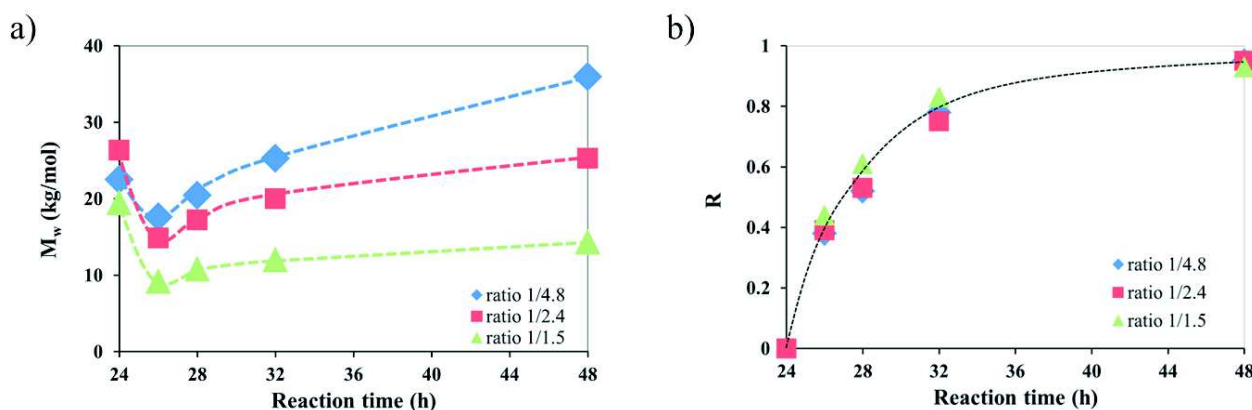 a)
40
30
20
10
0
M_w (kg/mol)
24 28 32 36 40 44 48
Reaction time (h)
ratio 1/4.8
ratio 1/2.4
ratio 1/1.5
b)
1
0.8
0.6
0.4
0.2
0
R
24 28 32 36 40 44 48
Reaction time (h)
ratio 1/4.8
ratio 1/2.4
ratio 1/1.5